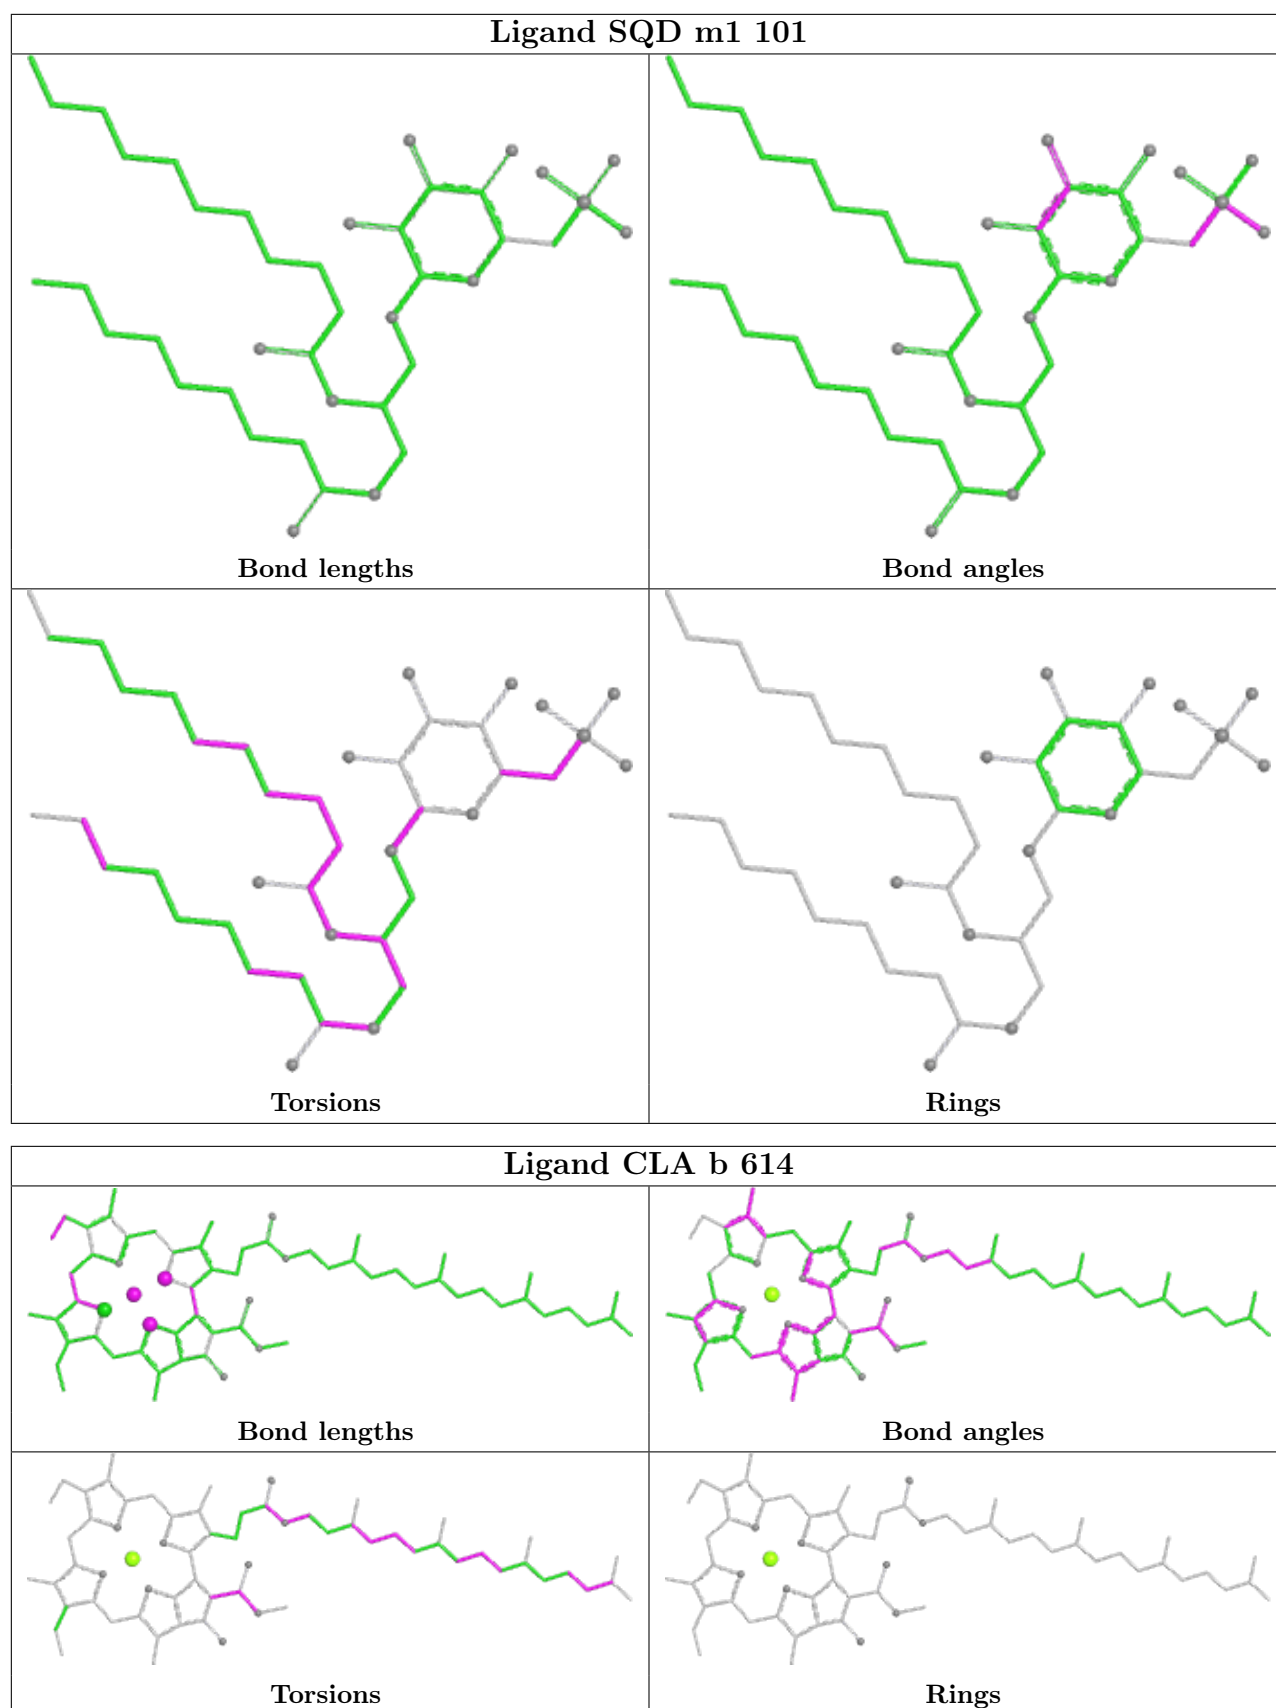 Ligand SQD m1 101
Bond lengths
Bond angles
Torsions
Rings
Ligand CLA b 614
Bond lengths
Bond angles
Torsions
Rings